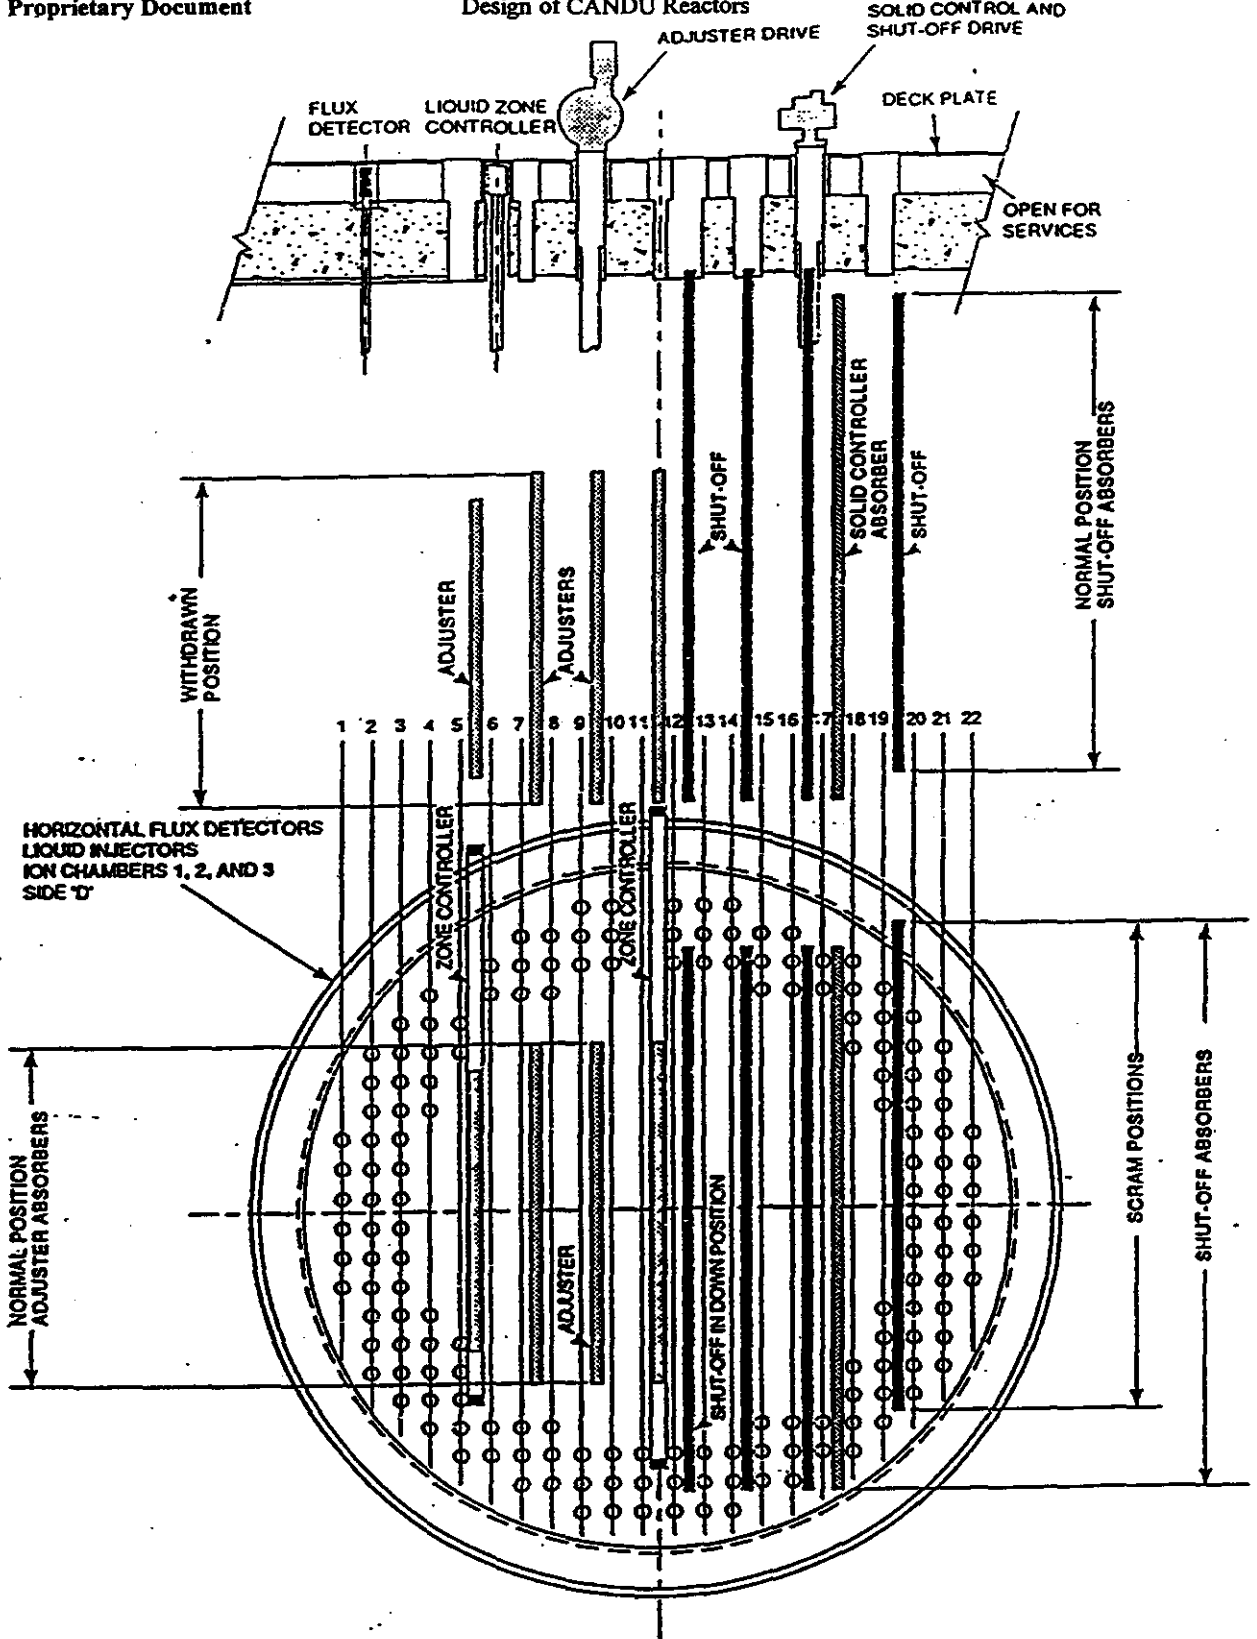 Proprietary Document
Design of CANDU Reactors
SOLID CONTROL AND
SHUT-OFF DRIVE
ADJUSTER DRIVE
FLUX
DETECTOR
LIQUID ZONE
CONTROLLER
DECK PLATE
OPEN FOR
SERVICES
WITHDRAWN
POSITION
ADJUSTER
ADJUSTERS
SHUT-OFF
SOLID CONTROLLER
ABSORBER
SHUT-OFF
NORMAL POSITION
SHUT-OFF ABSORBERS
1 2 3 4 5 6 7 8 9 10 11 12 13 14 15 16 17 18 19 20 21 22
HORIZONTAL FLUX DETECTORS
LIQUID INJECTORS
ION CHAMBERS 1, 2, AND 3
SIDE "D"
ZONE CONTROLLER
ZONE CONTROLLER
NORMAL POSITION
ADJUSTER ABSORBERS
ADJUSTER
SHUT-OFF IN DOWN POSITION
SCRAM POSITIONS
SHUT-OFF ABSORBERS